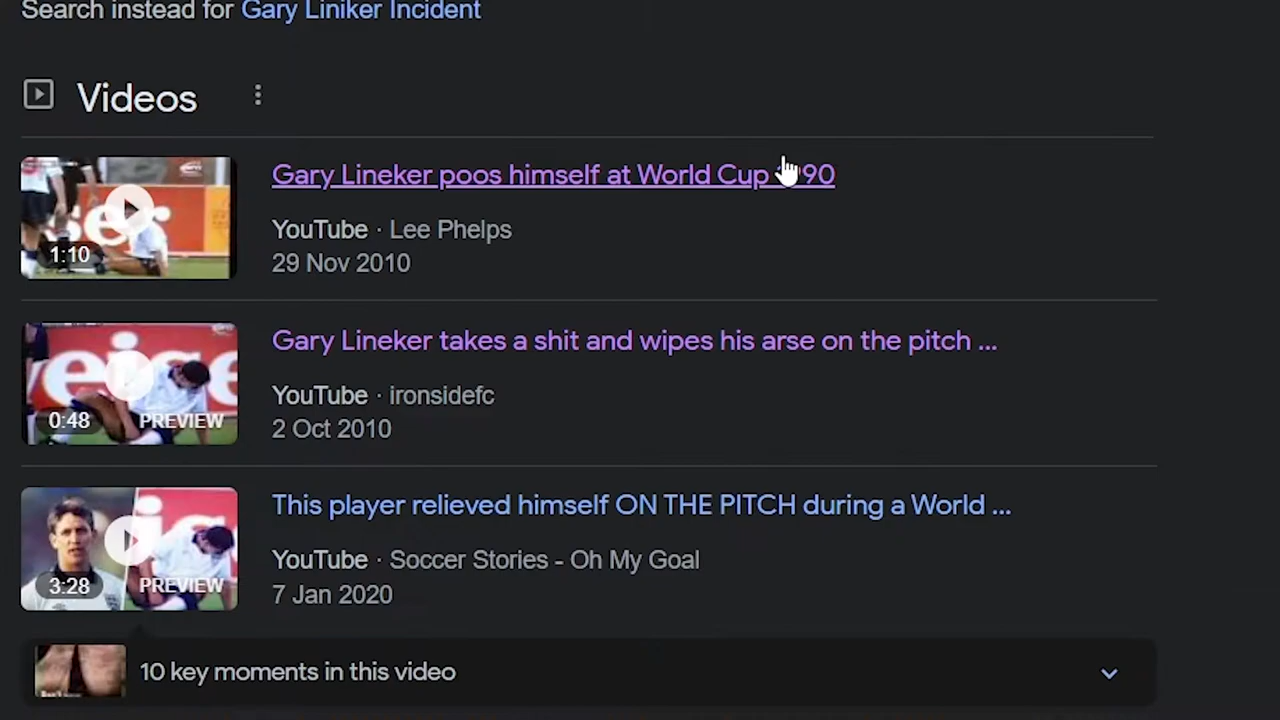 Search instead for Gary Liniker Incident
Videos
Gary Lineker poos himself at World Cup
ser
1:10
YouTube · Lee Phelps
29 Nov 2010
Gary Lineker takes a shit and wipes his arse on the pitch ...
0:48
PREVIEW
YouTube · ironsidefc
2 Oct 2010
This player relieved himself ON THE PITCH during a World ...
3:28
PREVIEW
YouTube · Soccer Stories - Oh My Goal
7 Jan 2020
10 key moments in this video